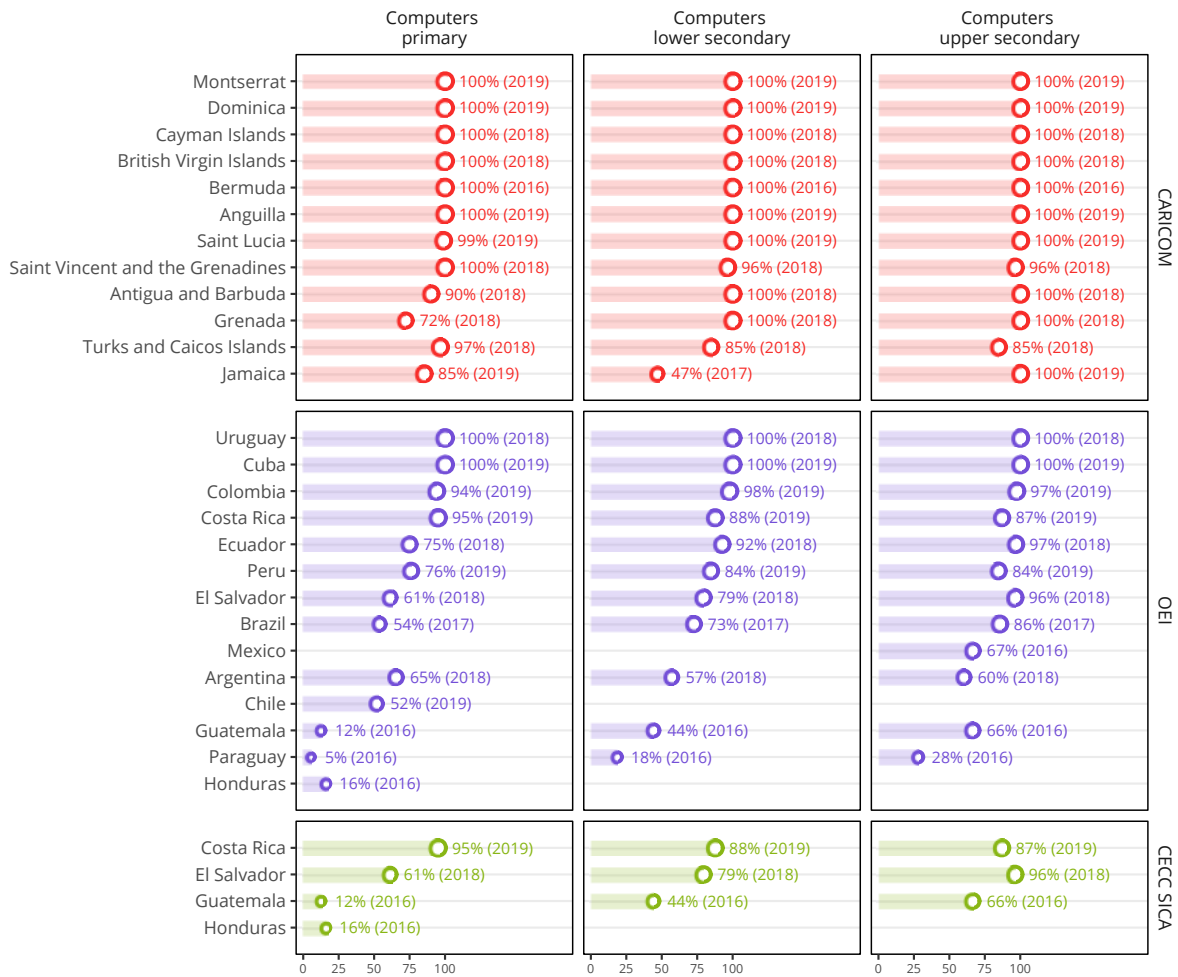 Computers primary
Computers lower secondary
Computers upper secondary
CARICOM
Montserrat 100% (2019) 100% (2019) 100% (2019)
Dominica 100% (2019) 100% (2019) 100% (2019)
Cayman Islands 100% (2018) 100% (2018) 100% (2018)
British Virgin Islands 100% (2018) 100% (2018) 100% (2018)
Bermuda 100% (2016) 100% (2016) 100% (2016)
Anguilla 100% (2019) 100% (2019) 100% (2019)
Saint Lucia 99% (2019) 100% (2019) 100% (2019)
Saint Vincent and the Grenadines 100% (2018) 96% (2018) 96% (2018)
Antigua and Barbuda 90% (2018) 100% (2018) 100% (2018)
Grenada 72% (2018) 100% (2018) 100% (2018)
Turks and Caicos Islands 97% (2018) 85% (2018) 85% (2018)
Jamaica 85% (2019) 47% (2017) 100% (2019)
OEI
Uruguay 100% (2018) 100% (2018) 100% (2018)
Cuba 100% (2019) 100% (2019) 100% (2019)
Colombia 94% (2019) 98% (2019) 97% (2019)
Costa Rica 95% (2019) 88% (2019) 87% (2019)
Ecuador 75% (2018) 92% (2018) 97% (2018)
Peru 76% (2019) 84% (2019) 84% (2019)
El Salvador 61% (2018) 79% (2018) 96% (2018)
Brazil 54% (2017) 73% (2017) 86% (2017)
Mexico 67% (2016)
Argentina 65% (2018) 57% (2018) 60% (2018)
Chile 52% (2019)
Guatemala 12% (2016) 44% (2016) 66% (2016)
Paraguay 5% (2016) 18% (2016) 28% (2016)
Honduras 16% (2016)
CECC SICA
Costa Rica 95% (2019) 88% (2019) 87% (2019)
El Salvador 61% (2018) 79% (2018) 96% (2018)
Guatemala 12% (2016) 44% (2016) 66% (2016)
Honduras 16% (2016)
0 25 50 75 100 0 25 50 75 100 0 25 50 75 100